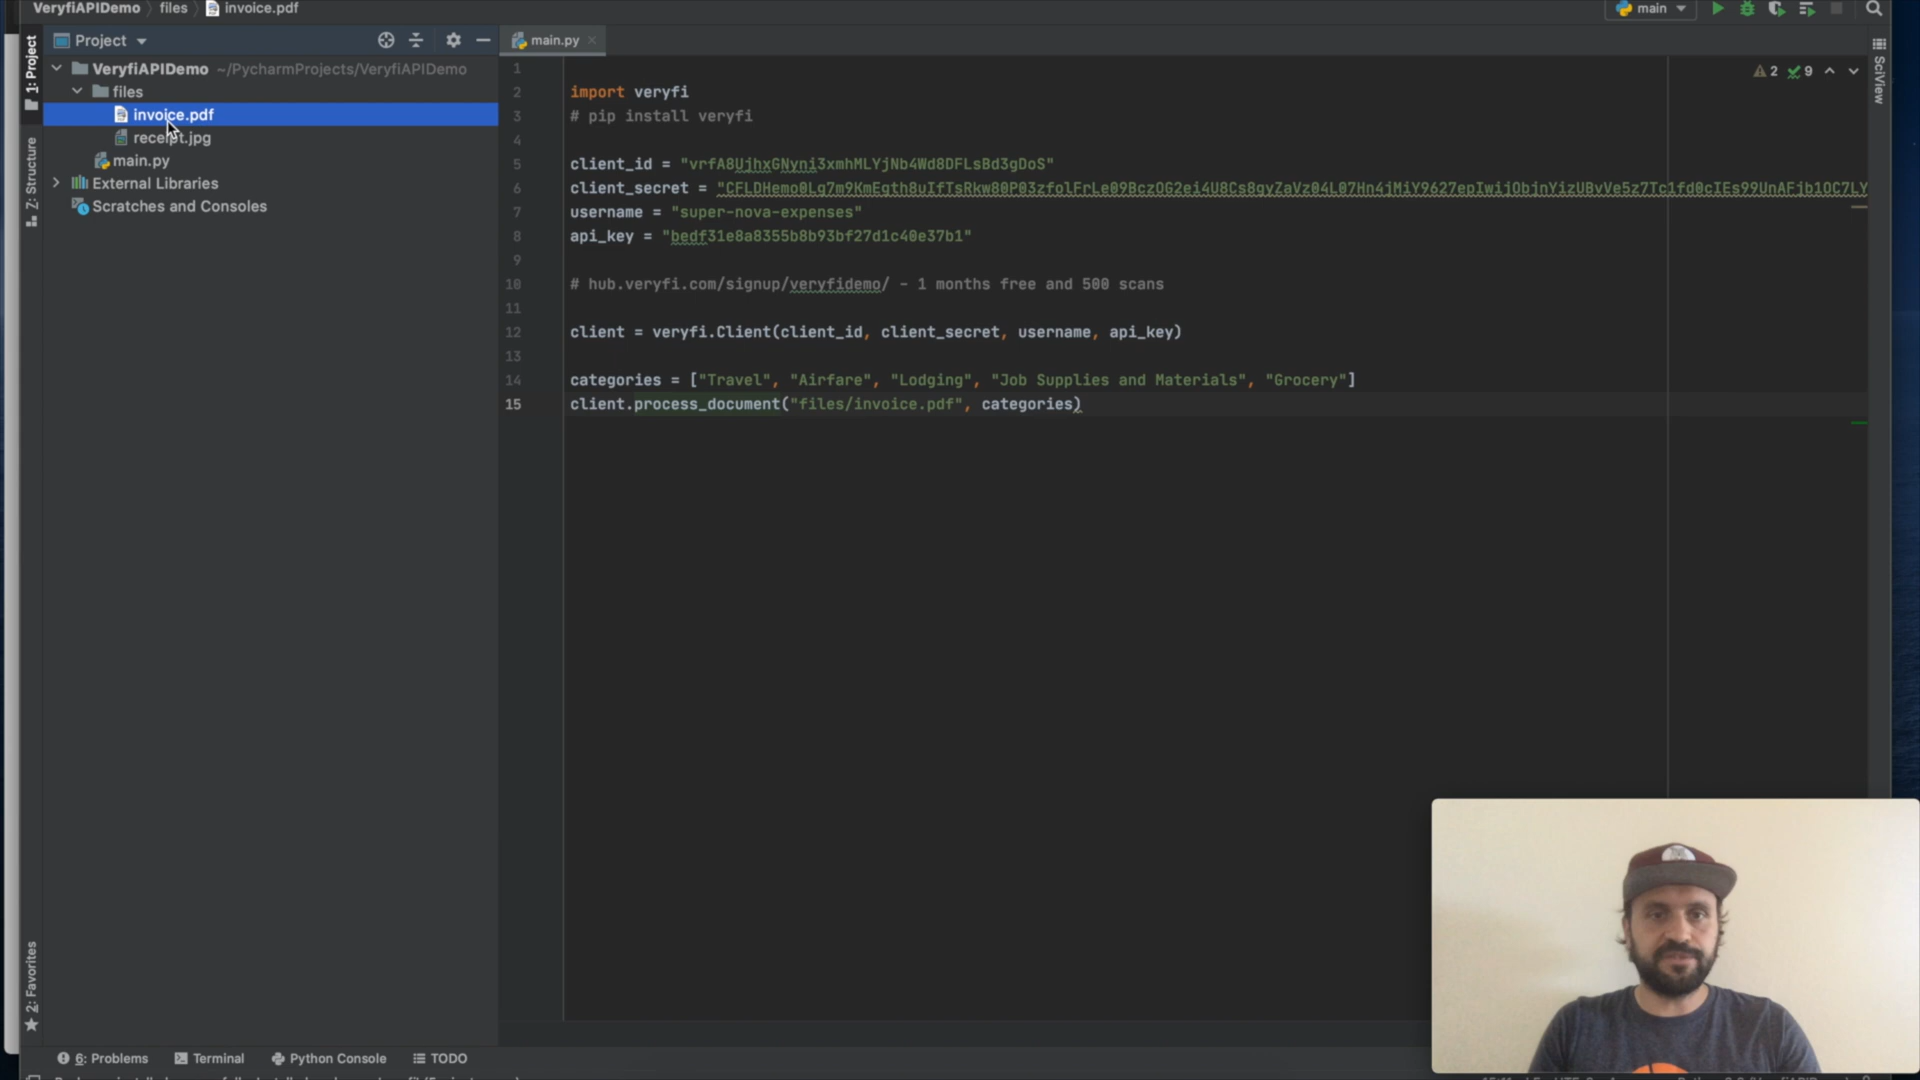 VeryfiAPIDemo files invoice.pdf
main
Project
main.py
1: Project
VeryfiAPIDemo ~/PycharmProjects/VeryfiAPIDemo
files
invoice.pdf
receipt.jpg
main.py
External Libraries
Scratches and Consoles
Z: Structure
2: Favorites
1
2 import veryfi
3 # pip install veryfi
4
5 client_id = "vrfA8UjhxGNyni3xmhMLYjNb4Wd8DFLsBd3gDoS"
6 client_secret =
7 username = "super-nova-expenses"
8 api_key = "bedf31e8a8355b8b93bf27d1c40e37b1"
9
10 # hub.veryfi.com/signup/veryfidemo/ - 1 months free and 500 scans
11
12 client = veryfi.Client(client_id, client_secret, username, api_key)
13
14 categories = ["Travel", "Airfare", "Lodging", "Job Supplies and Materials", "Grocery"]
15 client.process_document("files/invoice.pdf", categories)
2 9
SciView
6: Problems Terminal Python Console TODO